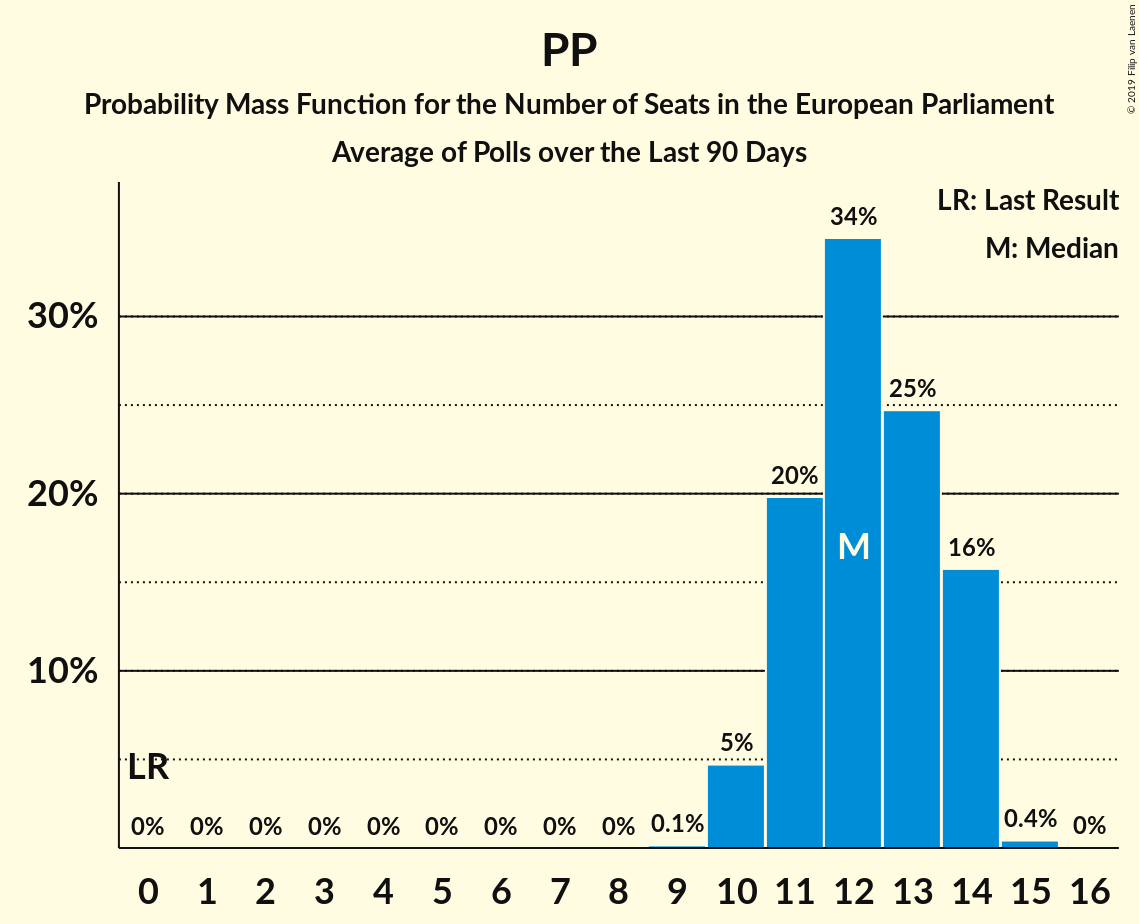 PP
Probability Mass Function for the Number of Seats in the European Parliament
Average of Polls over the Last 90 Days
© 2019 Filip van Laenen
LR: Last Result
M: Median
34%
30%
25%
20%
20%
M
16%
10%
5%
LR
0% 0% 0% 0% 0% 0% 0% 0% 0% 0.1% 0.4% 0%
0 1 2 3 4 5 6 7 8 9 10 11 12 13 14 15 16